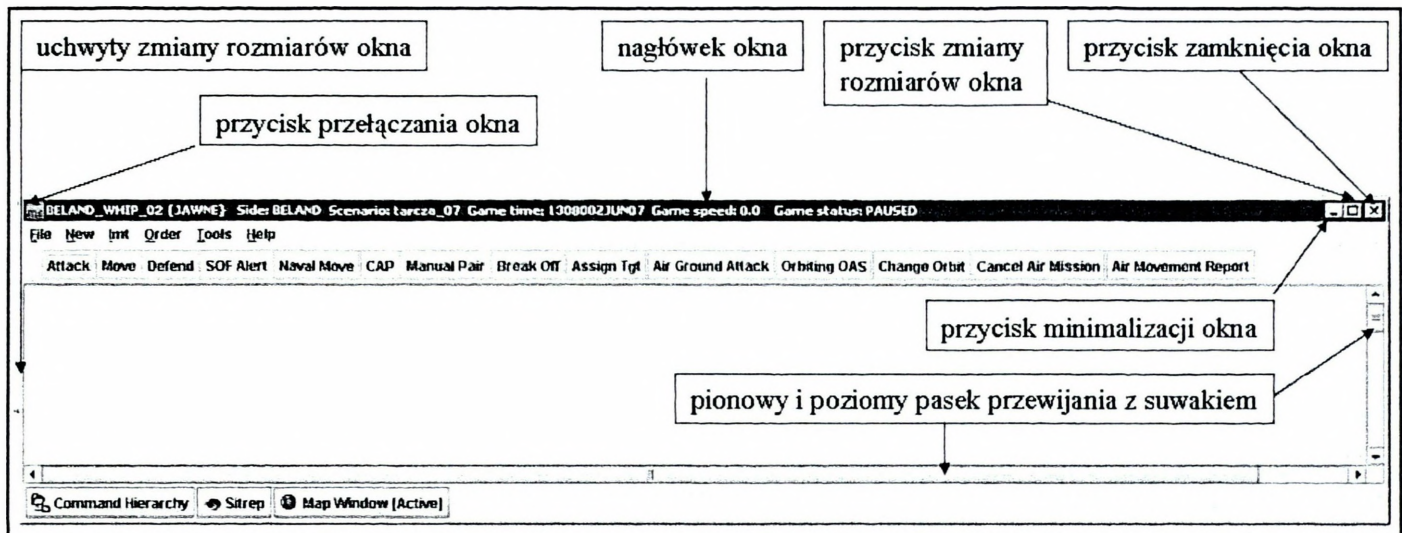 uchwyty zmiany rozmiarów okna
nagłówek okna
przycisk zmiany
rozmiarów okna
przycisk zamknięcia okna
przycisk przełączania okna
BELAND_WHIP_02 {JAWNE} Side: BELAND Scenario: tarcza_07 Game time: 130800ZJUN07 Game speed: 0.0 Game status: PAUSED
File New Imt Order Tools Help
Attack Move Defend SOF Alert Naval Move CAP Manual Pair Break Off Assign Tgt Air Ground Attack Orbiting OAS Change Orbit Cancel Air Mission Air Movement Report
przycisk minimalizacji okna
pionowy i poziomy pasek przewijania z suwakiem
Command Hierarchy Sitrep Map Window [Active]